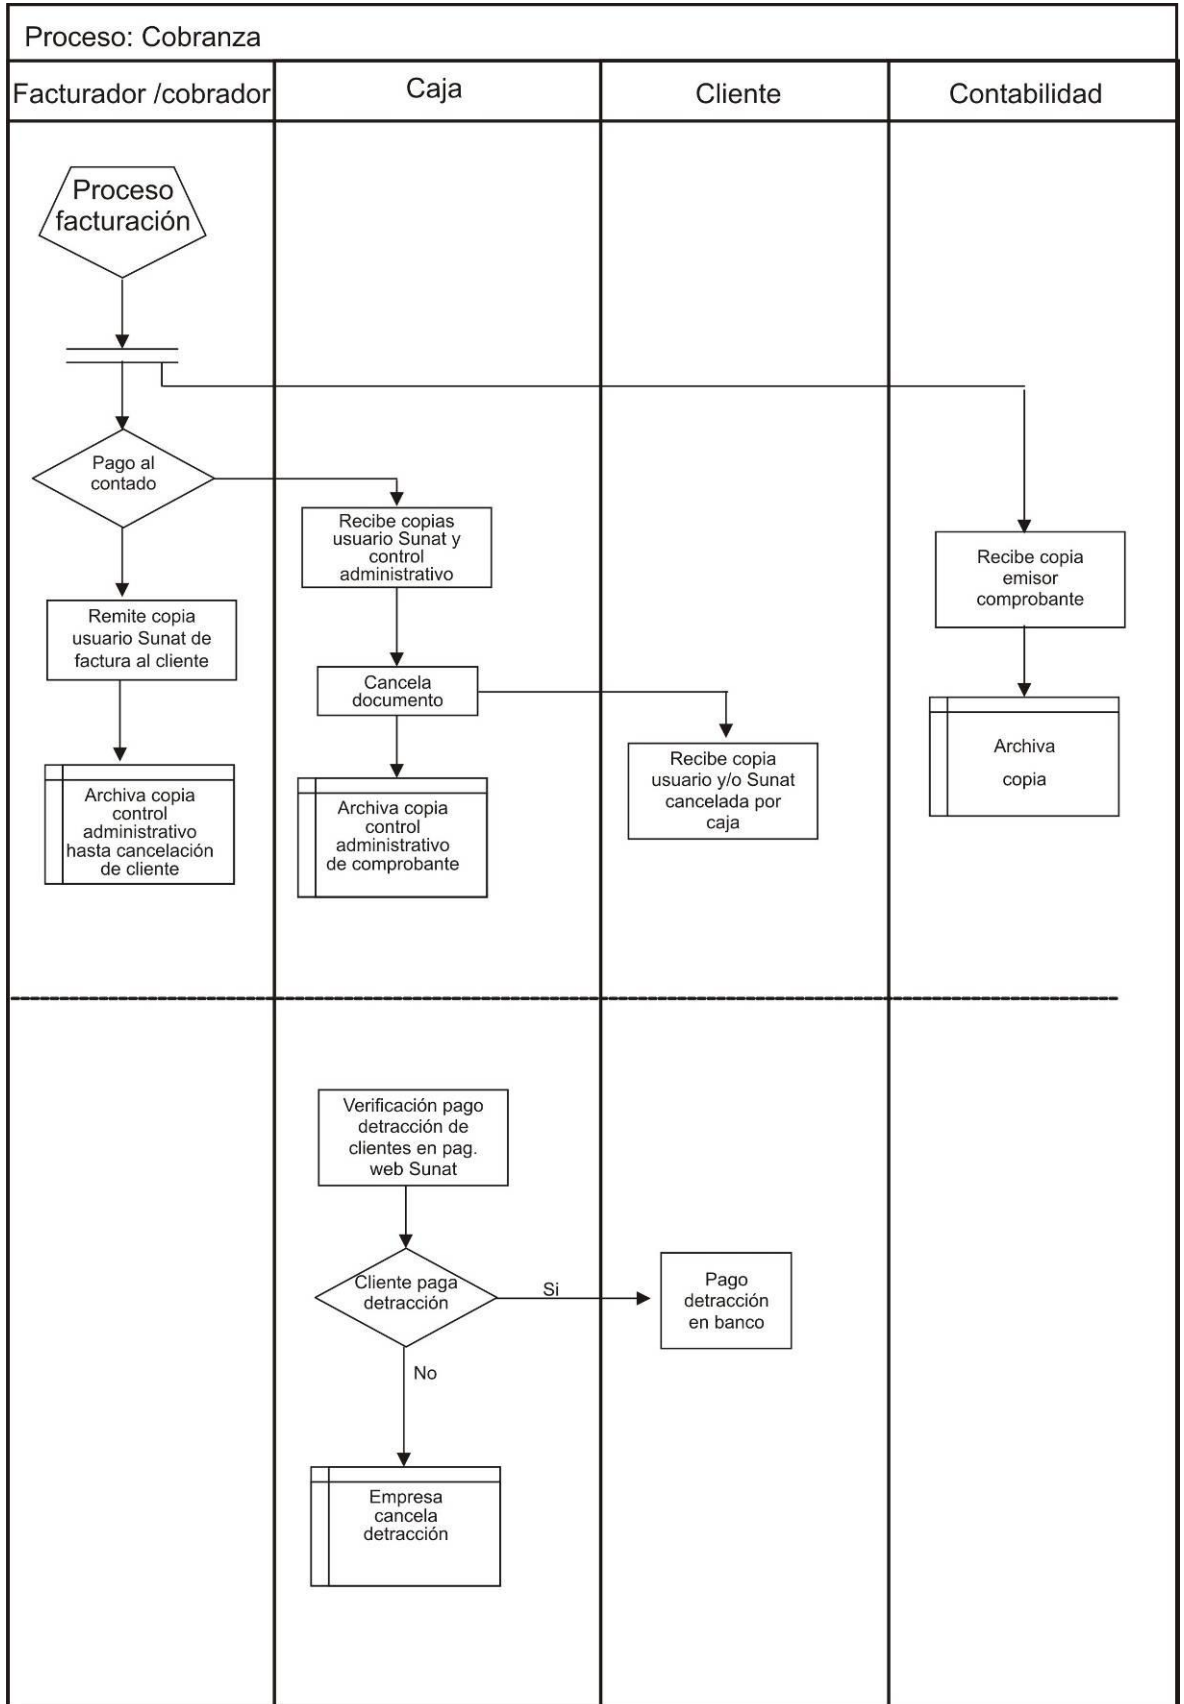 Proceso: Cobranza
Facturador /cobrador
Caja
Cliente
Contabilidad
Proceso
facturación
Pago al
contado
Recibe copias
usuario Sunat y
control
administrativo
Recibe copia
emisor
comprobante
Remite copia
usuario Sunat de
factura al cliente
Cancela
documento
Archiva
copia
Recibe copia
usuario y/o Sunat
cancelada por
caja
Archiva copia
control
administrativo
hasta cancelación
de cliente
Archiva copia
control
administrativo
de comprobante
Verificación pago
detracción de
clientes en pag.
web Sunat
Cliente paga
detracción
Si
Pago
detracción
en banco
No
Empresa
cancela
detracción